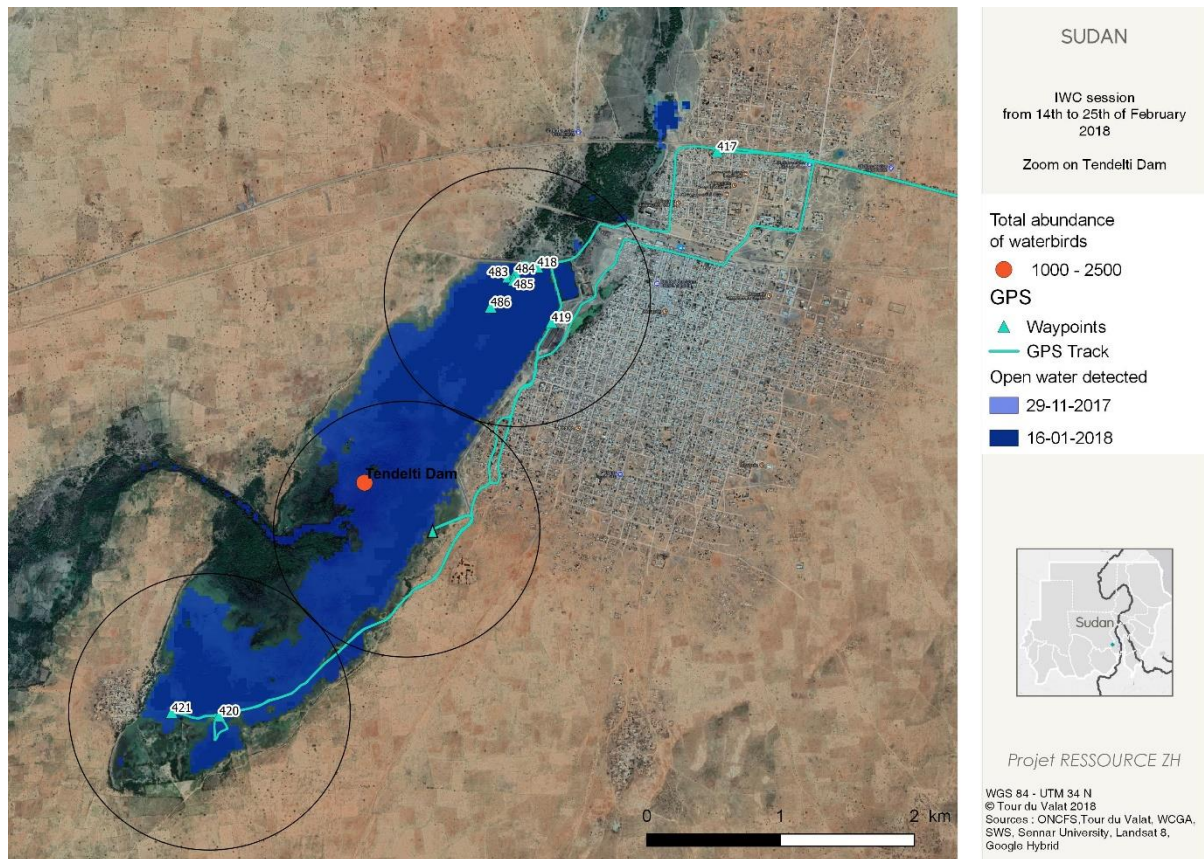 417
484 418
483
485
486
419
Tendelti Dam
421
420
0 1 2 km
SUDAN
IWC session
from 14th to 25th of February
2018
Zoom on Tendelti Dam
Total abundance
of waterbirds
1000 - 2500
GPS
Waypoints
GPS Track
Open water detected
29-11-2017
16-01-2018
Sudan
Projet RESSOURCE ZH
WGS 84 - UTM 34 N
© Tour du Valat 2018
Sources : ONCFS,Tour du Valat, WCGA,
SWS, Sennar University, Landsat 8,
Google Hybrid